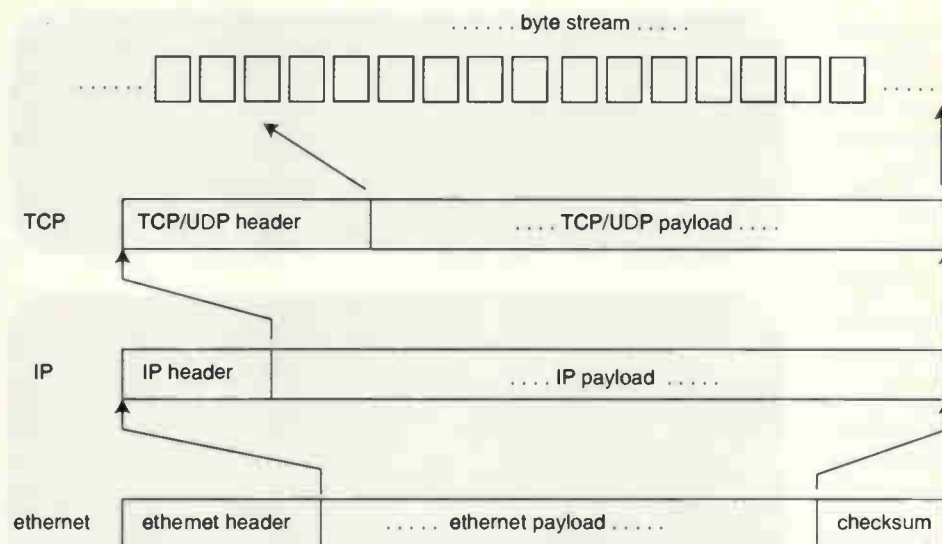 ...... byte stream .....
...... ......
TCP TCP/UDP header .... TCP/UDP payload ....
IP IP header .... IP payload .....
ethernet ethemet header ..... ethernet payload ..... checksum